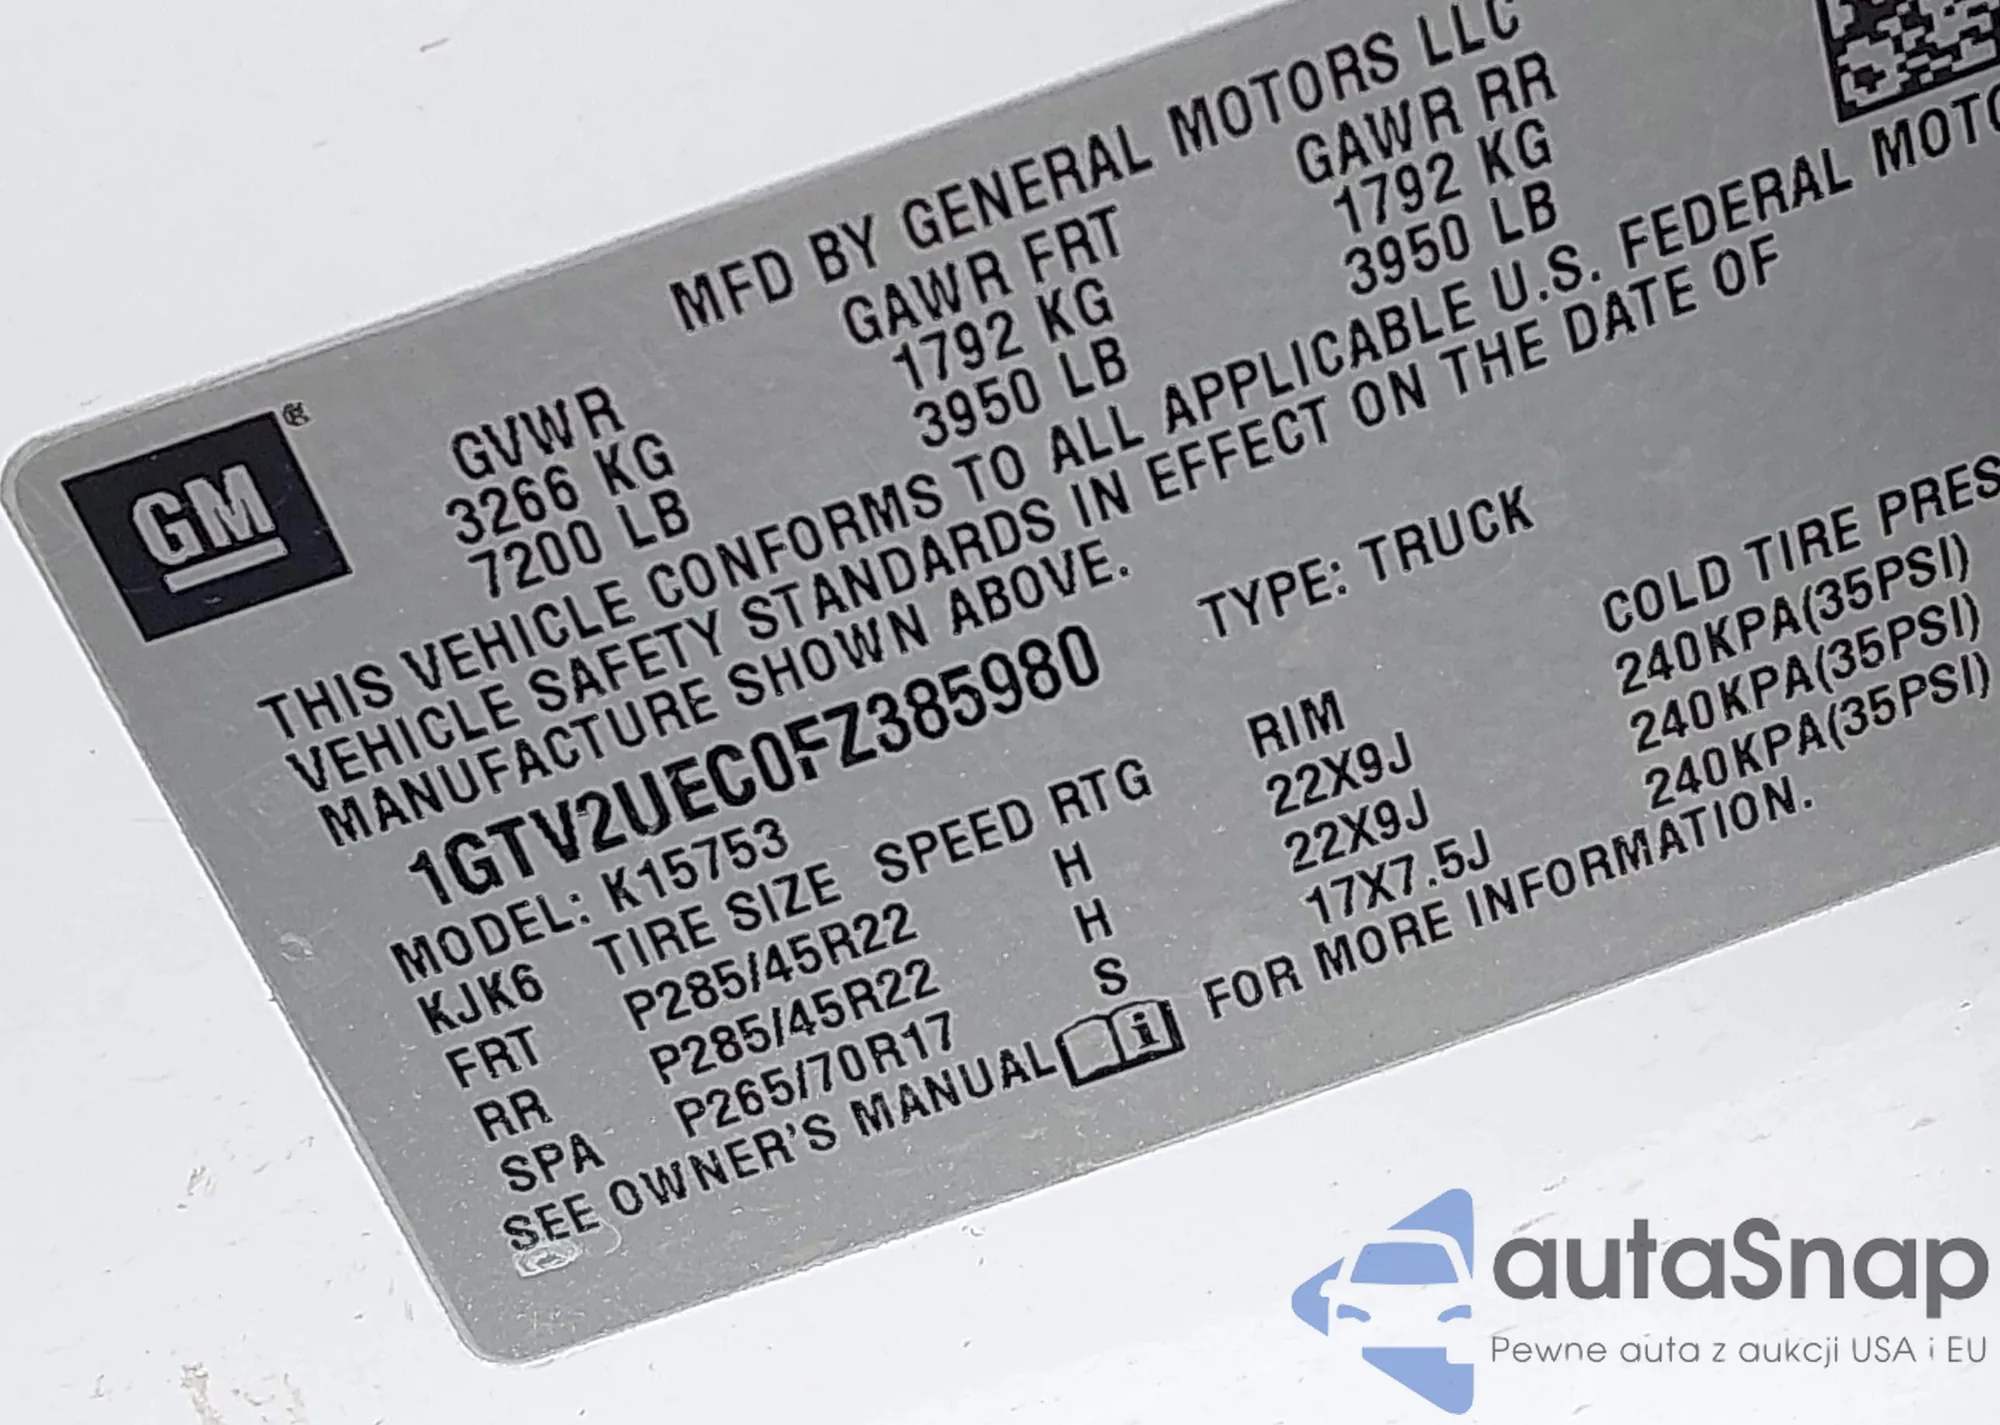 MFD BY GENERAL MOTORS LLC
GVWR GAWR FRT GAWR RR
3266 KG 1792 KG 1792 KG
7200 LB 3950 LB 3950 LB
THIS VEHICLE CONFORMS TO ALL APPLICABLE U.S. FEDERAL MOTO
VEHICLE SAFETY STANDARDS IN EFFECT ON THE DATE OF
MANUFACTURE SHOWN ABOVE.
1GTV2UEC0FZ385980 TYPE: TRUCK
MODEL: K15753
KJK6 TIRE SIZE SPEED RTG RIM COLD TIRE PRES
FRT P285/45R22 H 22X9J 240KPA(35PSI)
RR P285/45R22 H 22X9J 240KPA(35PSI)
SPA P265/70R17 S 17X7.5J 240KPA(35PSI)
SEE OWNER'S MANUAL i FOR MORE INFORMATION.
GM®
autaSnap
Pewne auta z aukcji USA i EU